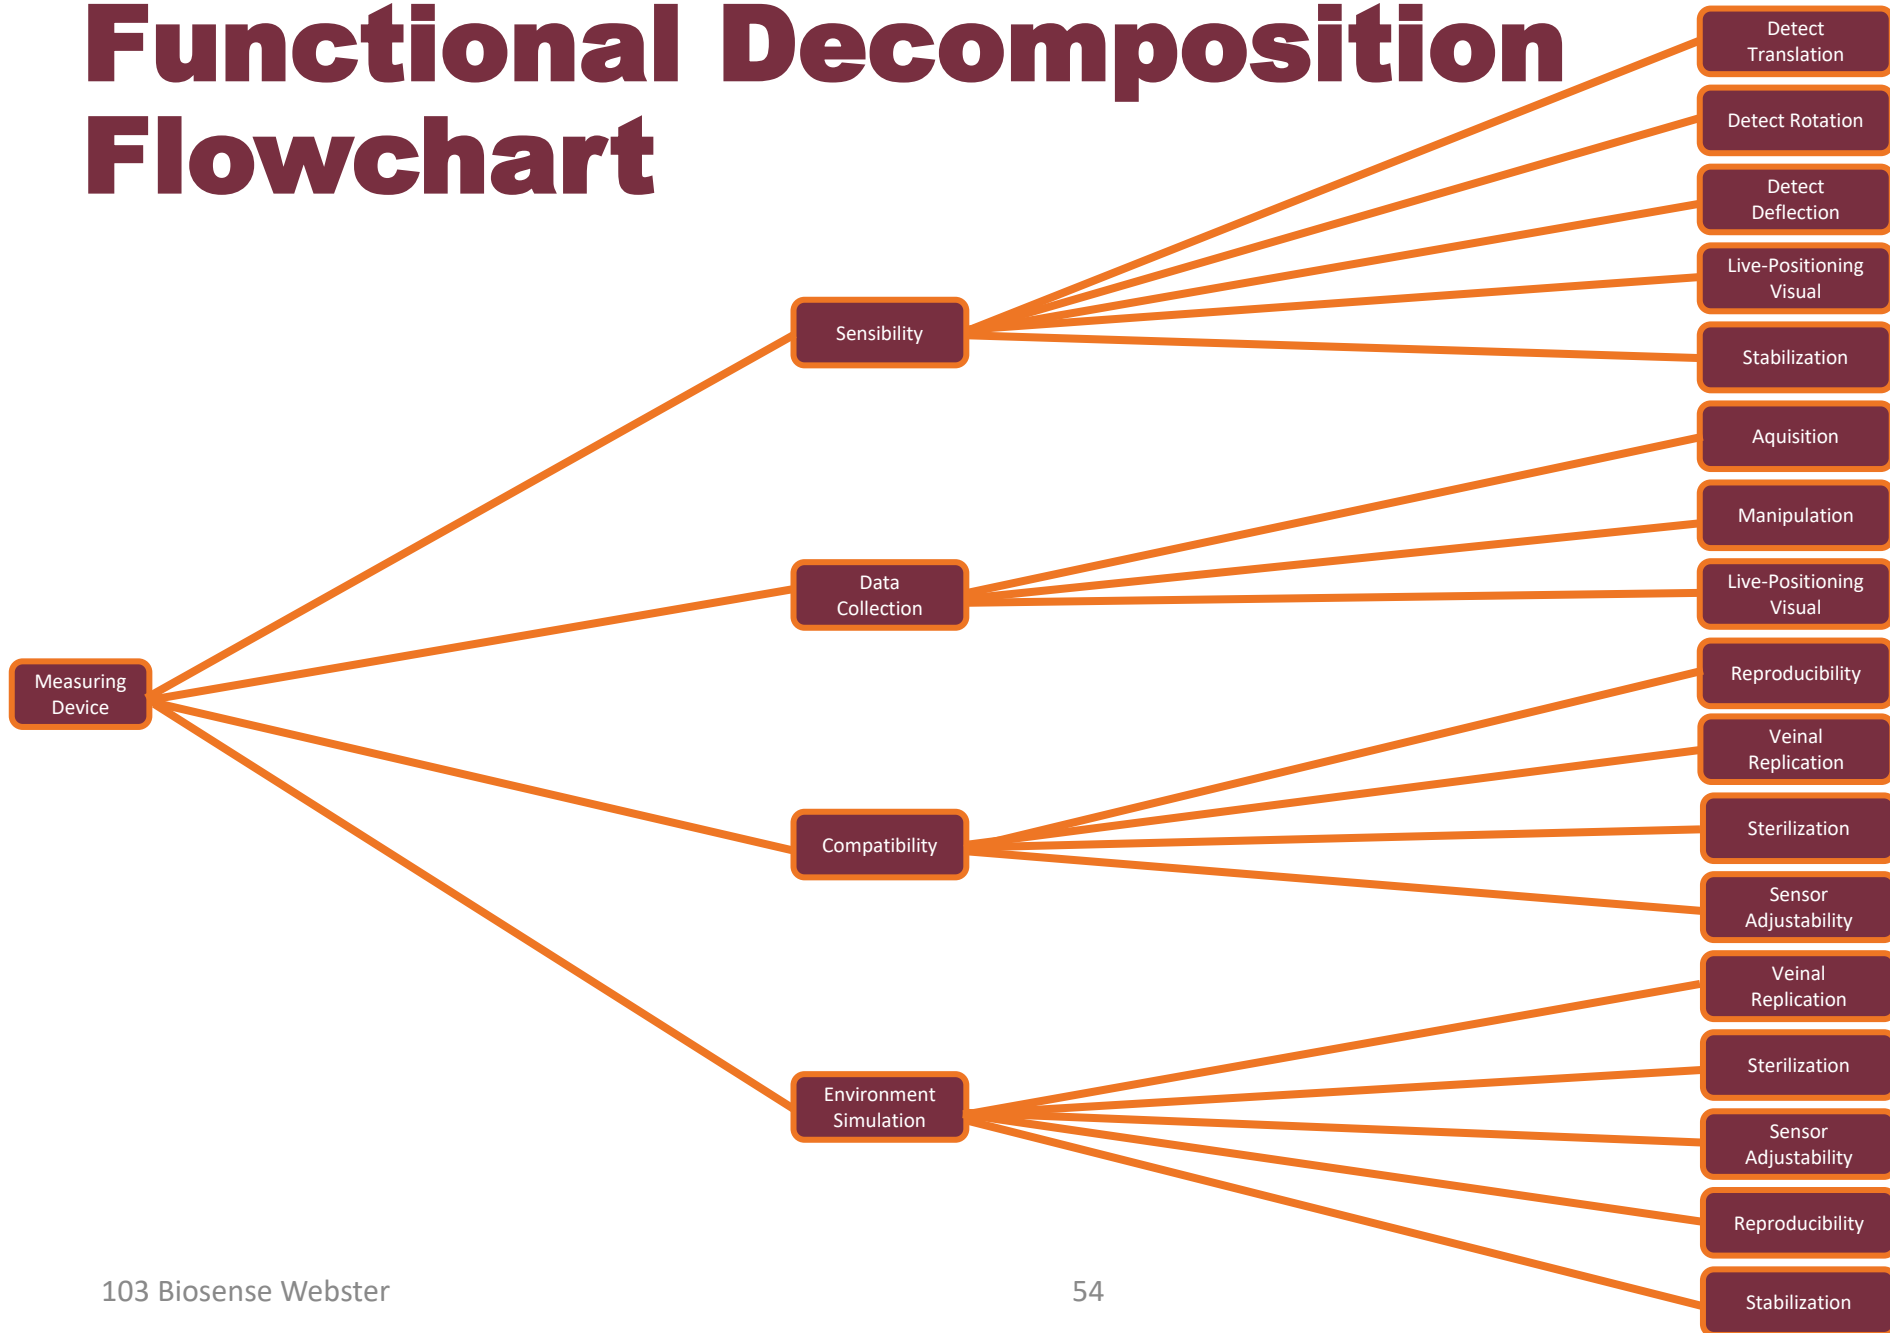 Functional Decomposition
Flowchart
Measuring
Device
Sensibility
Data
Collection
Compatibility
Environment
Simulation
Detect
Translation
Detect Rotation
Detect
Deflection
Live-Positioning
Visual
Stabilization
Aquisition
Manipulation
Live-Positioning
Visual
Reproducibility
Veinal
Replication
Sterilization
Sensor
Adjustability
Veinal
Replication
Sterilization
Sensor
Adjustability
Reproducibility
Stabilization
103 Biosense Webster
54